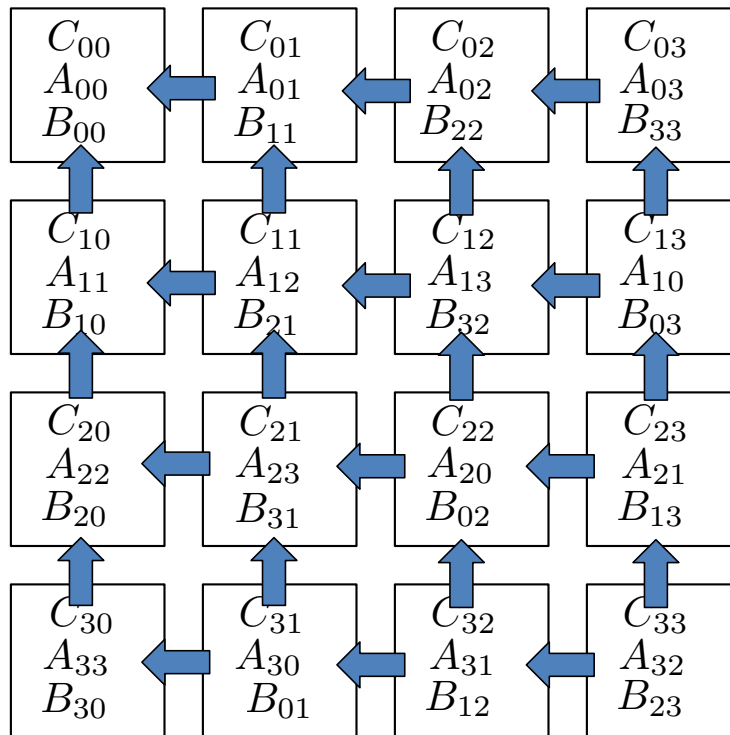 C₀₀ C₀₁ C₀₂ C₀₃
A₀₀ A₀₁ A₀₂ A₀₃
B₀₀ B₁₁ B₂₂ B₃₃
C₁₀ C₁₁ C₁₂ C₁₃
A₁₁ A₁₂ A₁₃ A₁₀
B₁₀ B₂₁ B₃₂ B₀₃
C₂₀ C₂₁ C₂₂ C₂₃
A₂₂ A₂₃ A₂₀ A₂₁
B₂₀ B₃₁ B₀₂ B₁₃
C₃₀ C₃₁ C₃₂ C₃₃
A₃₃ A₃₀ A₃₁ A₃₂
B₃₀ B₀₁ B₁₂ B₂₃